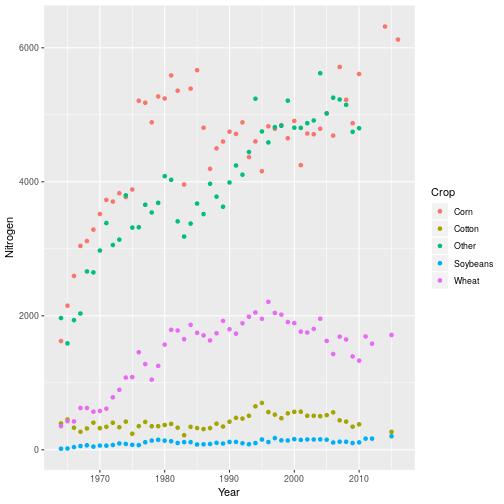 6000
4000
2000
0
Nitrogen
1970
1980
1990
2000
2010
Year
Crop
Corn
Cotton
Other
Soybeans
Wheat